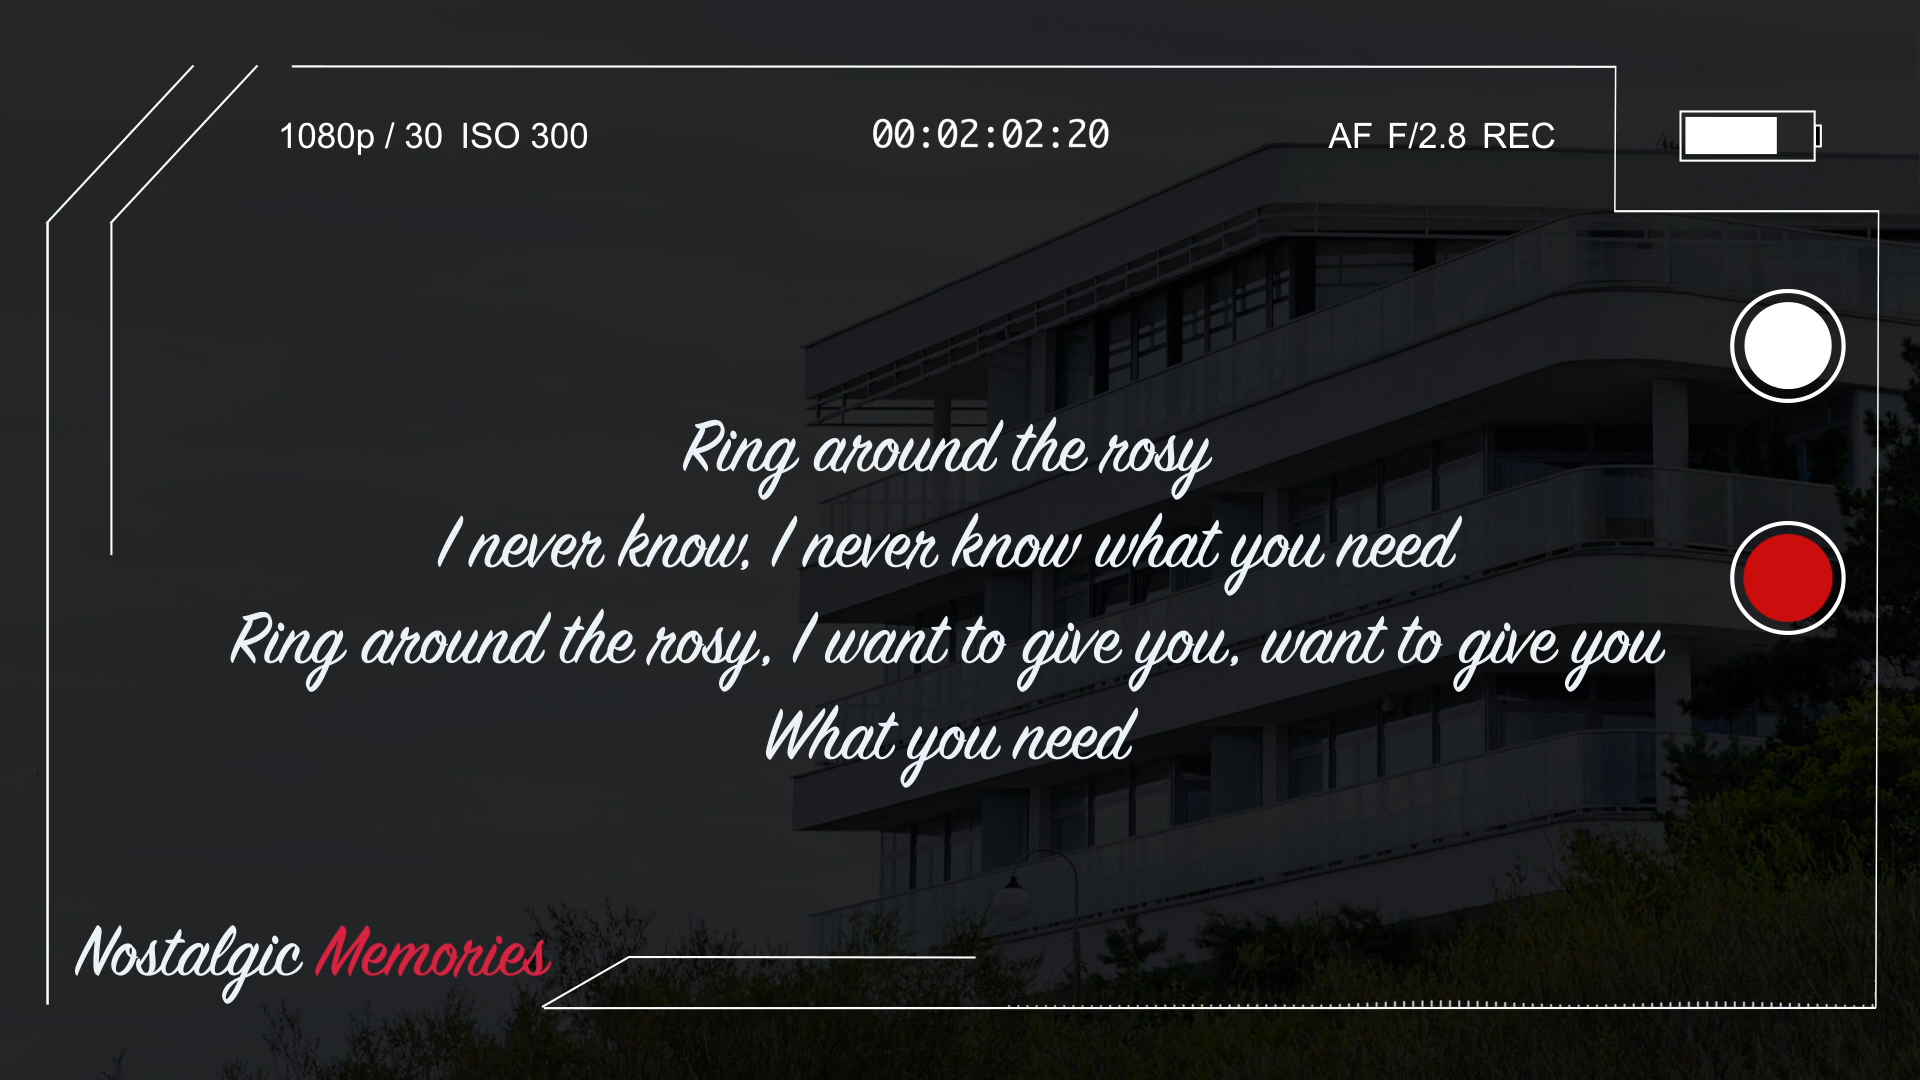 1080p / 30 ISO 300
00:02:02:20
AF F/2.8 REC
Ring around the rosy
I never know, I never know what you need
Ring around the rosy, I want to give you, want to give you
What you need
Nostalgic Memories